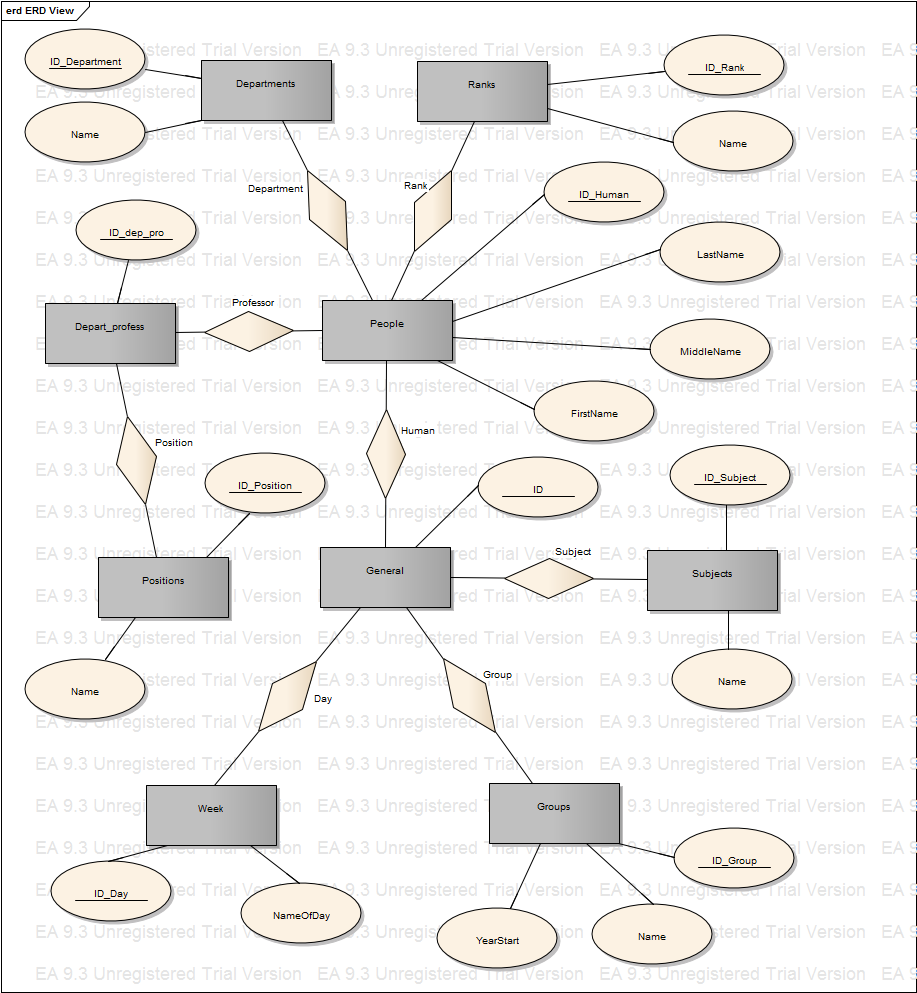 erd ERD View
ID_Department
Departments
Ranks
ID_Rank
Name
Name
Department
Rank
ID_Human
ID_dep_pro
LastName
Professor
Depart_profess
People
MiddleName
FirstName
Human
Position
ID_Position
ID
ID_Subject
Subject
Positions
General
Subjects
Name
Day
Group
Name
Week
Groups
ID_Day
NameOfDay
ID_Group
YearStart
Name
EA 9.3 Unregistered Trial Version